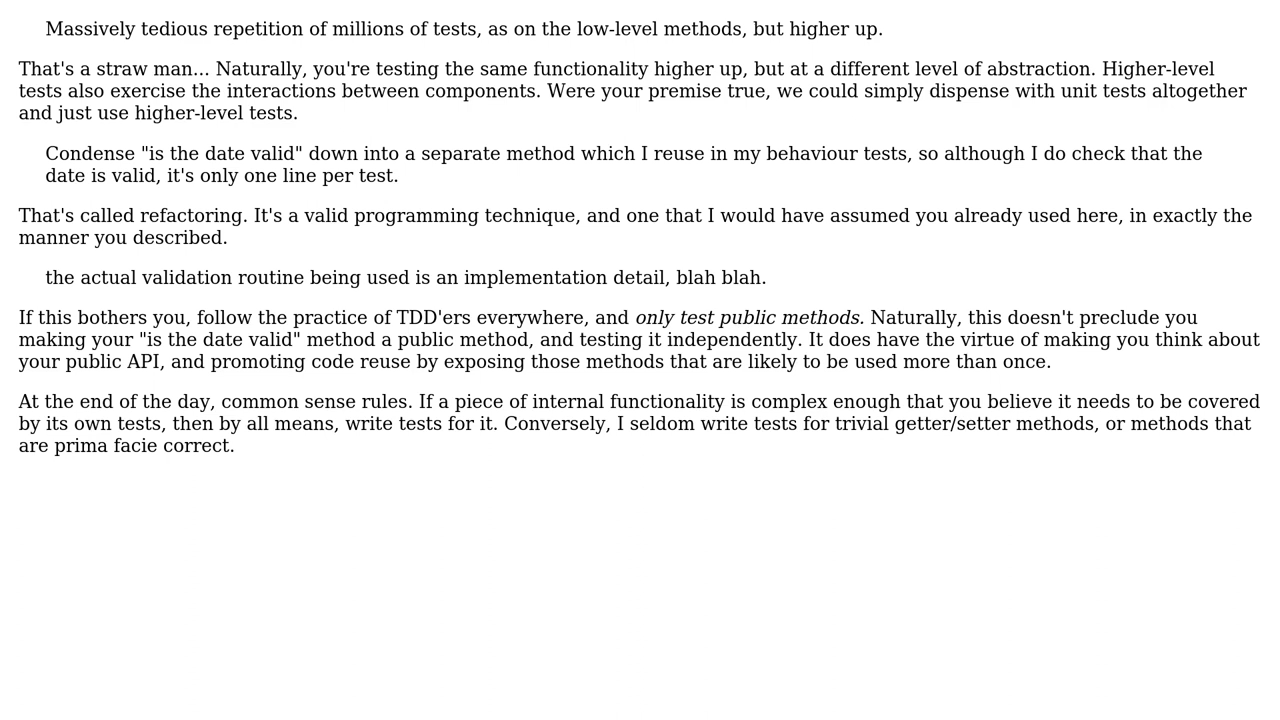 Massively tedious repetition of millions of tests, as on the low-level methods, but higher up.
That's a straw man... Naturally, you're testing the same functionality higher up, but at a different level of abstraction. Higher-level
tests also exercise the interactions between components. Were your premise true, we could simply dispense with unit tests altogether
and just use higher-level tests.
Condense "is the date valid" down into a separate method which I reuse in my behaviour tests, so although I do check that the
date is valid, it's only one line per test.
That's called refactoring. It's a valid programming technique, and one that I would have assumed you already used here, in exactly the
manner you described.
the actual validation routine being used is an implementation detail, blah blah.
If this bothers you, follow the practice of TDD'ers everywhere, and only test public methods. Naturally, this doesn't preclude you
making your "is the date valid" method a public method, and testing it independently. It does have the virtue of making you think about
your public API, and promoting code reuse by exposing those methods that are likely to be used more than once.
At the end of the day, common sense rules. If a piece of internal functionality is complex enough that you believe it needs to be covered
by its own tests, then by all means, write tests for it. Conversely, I seldom write tests for trivial getter/setter methods, or methods that
are prima facie correct.